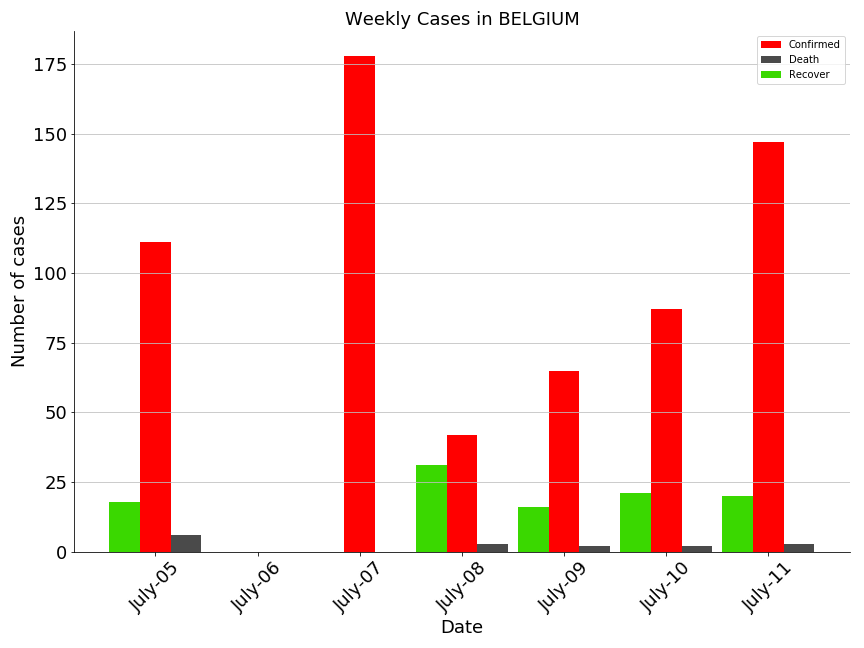 Weekly Cases in BELGIUM
Confirmed
Death
Recover
Number of cases
175
150
125
100
75
50
25
0
July-05
July-06
July-07
July-08
July-09
July-10
July-11
Date